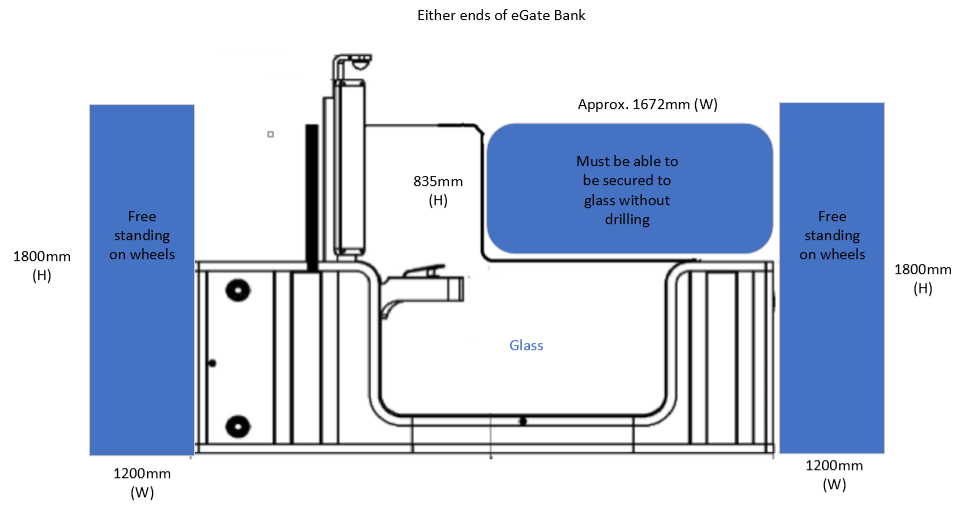 Either ends of eGate Bank
Approx. 1672mm (W)
Must be able to
be secured to
glass without
drilling
835mm
(H)
Free
standing
on wheels
Free
standing
on wheels
1800mm
(H)
1800mm
(H)
Glass
1200mm
(W)
1200mm
(W)